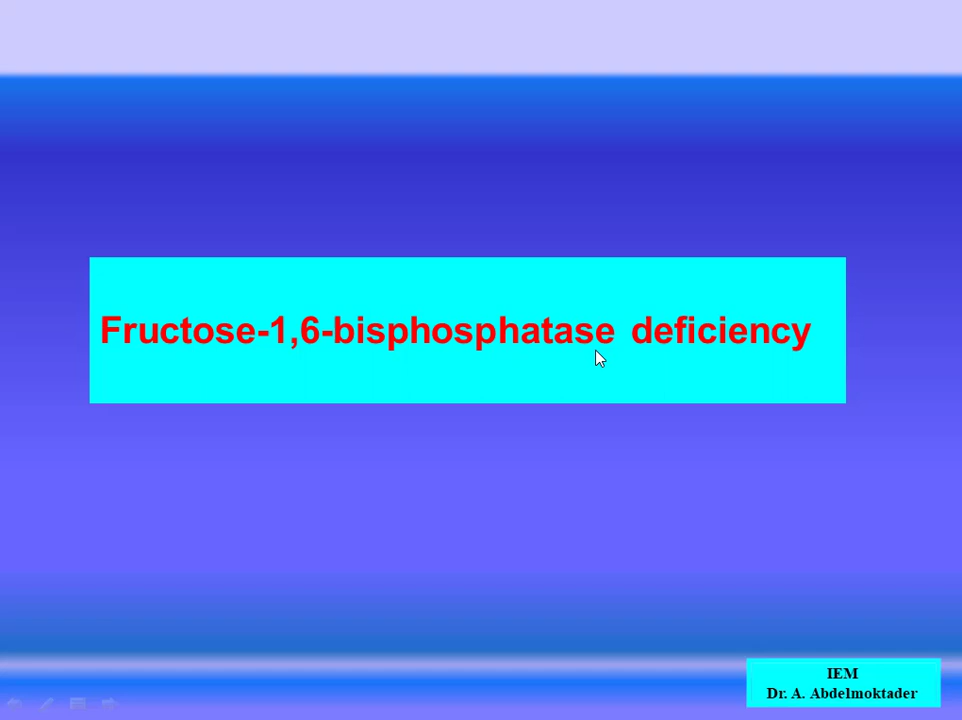 Fructose-1,6-bisphosphatase deficiency
IEM
Dr. A. Abdelmoktader